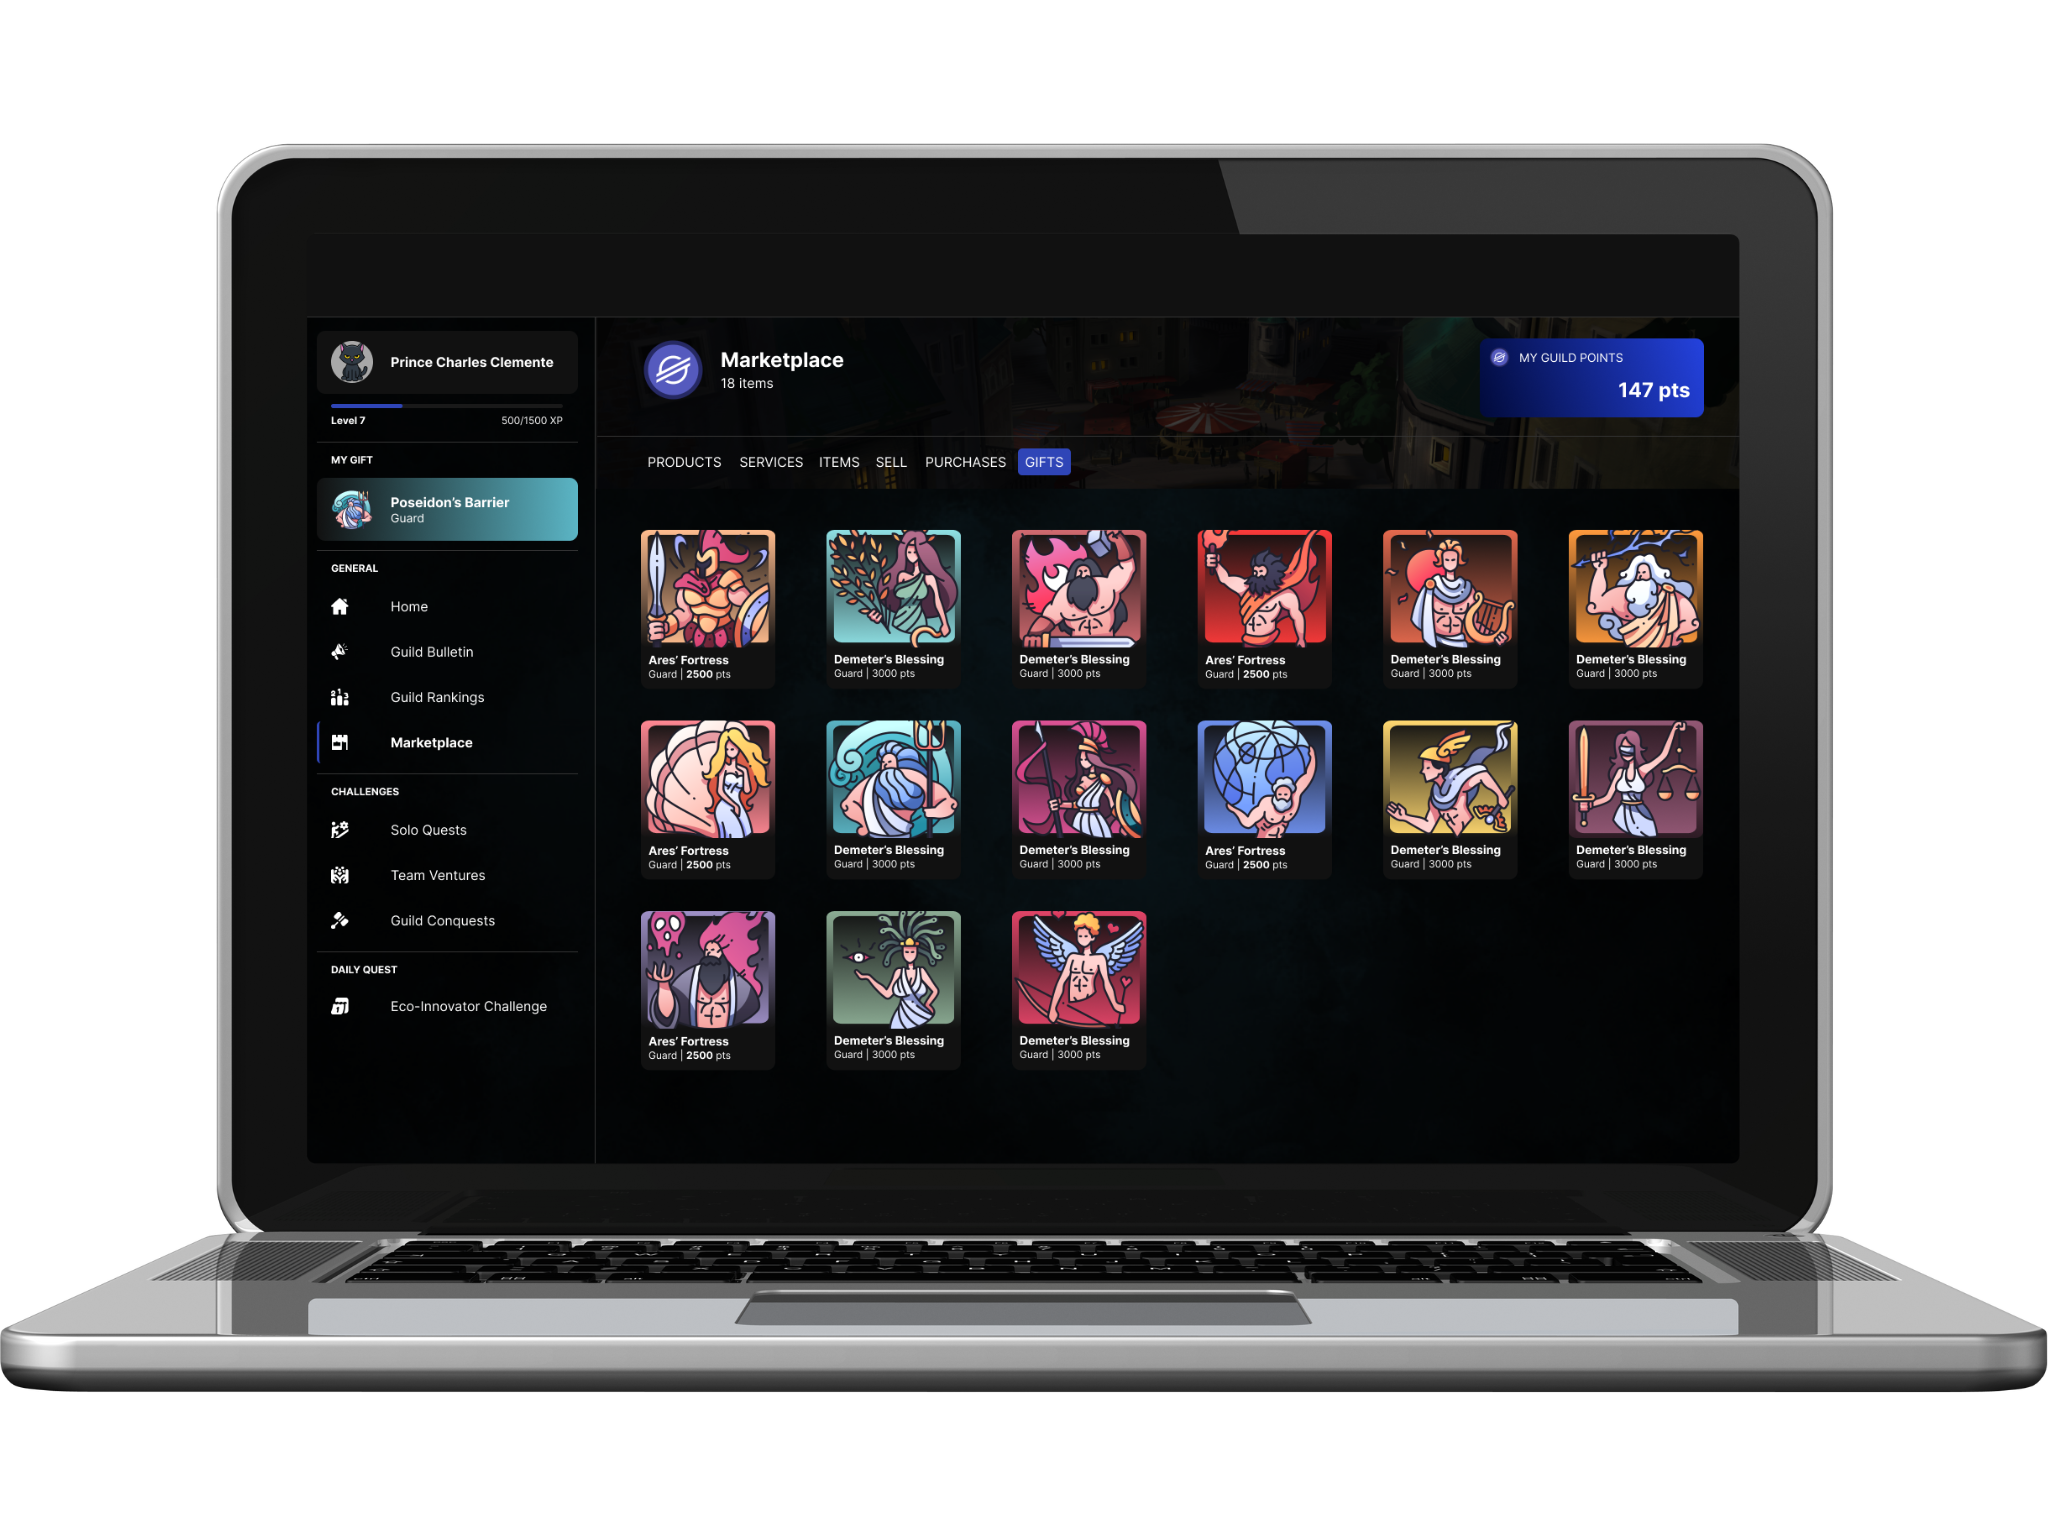 Prince Charles Clemente
Level 7
500/1500 XP
MY GIFT
Poseidon’s Barrier
Guard
GENERAL
Home
Guild Bulletin
Guild Rankings
Marketplace
CHALLENGES
Solo Quests
Team Ventures
Guild Conquests
DAILY QUEST
Eco-Innovator Challenge
Marketplace
18 items
MY GUILD POINTS
147 pts
PRODUCTS SERVICES ITEMS SELL PURCHASES GIFTS
Ares’ Fortress
Guard | 2500 pts
Demeter’s Blessing
Guard | 3000 pts
Demeter’s Blessing
Guard | 3000 pts
Ares’ Fortress
Guard | 2500 pts
Demeter’s Blessing
Guard | 3000 pts
Demeter’s Blessing
Guard | 3000 pts
Ares’ Fortress
Guard | 2500 pts
Demeter’s Blessing
Guard | 3000 pts
Demeter’s Blessing
Guard | 3000 pts
Ares’ Fortress
Guard | 2500 pts
Demeter’s Blessing
Guard | 3000 pts
Demeter’s Blessing
Guard | 3000 pts
Ares’ Fortress
Guard | 2500 pts
Demeter’s Blessing
Guard | 3000 pts
Demeter’s Blessing
Guard | 3000 pts